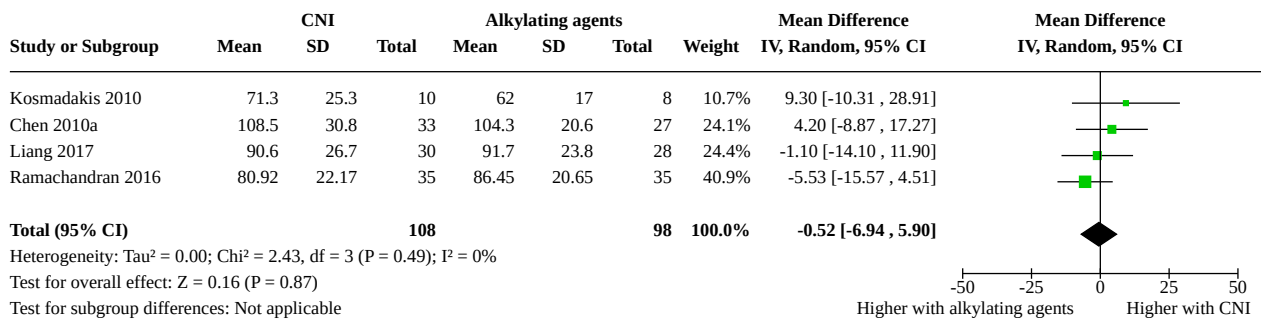 CNI Alkylating agents Mean Difference Mean Difference
Study or Subgroup Mean SD Total Mean SD Total Weight IV, Random, 95% CI IV, Random, 95% CI
Kosmadakis 2010 71.3 25.3 10 62 17 8 10.7% 9.30 [-10.31 , 28.91]
Chen 2010a 108.5 30.8 33 104.3 20.6 27 24.1% 4.20 [-8.87 , 17.27]
Liang 2017 90.6 26.7 30 91.7 23.8 28 24.4% -1.10 [-14.10 , 11.90]
Ramachandran 2016 80.92 22.17 35 86.45 20.65 35 40.9% -5.53 [-15.57 , 4.51]
Total (95% CI) 108 98 100.0% -0.52 [-6.94 , 5.90]
Heterogeneity: Tau² = 0.00; Chi² = 2.43, df = 3 (P = 0.49); I² = 0%
Test for overall effect: Z = 0.16 (P = 0.87)
Test for subgroup differences: Not applicable
-50 -25 0 25 50
Higher with alkylating agents Higher with CNI